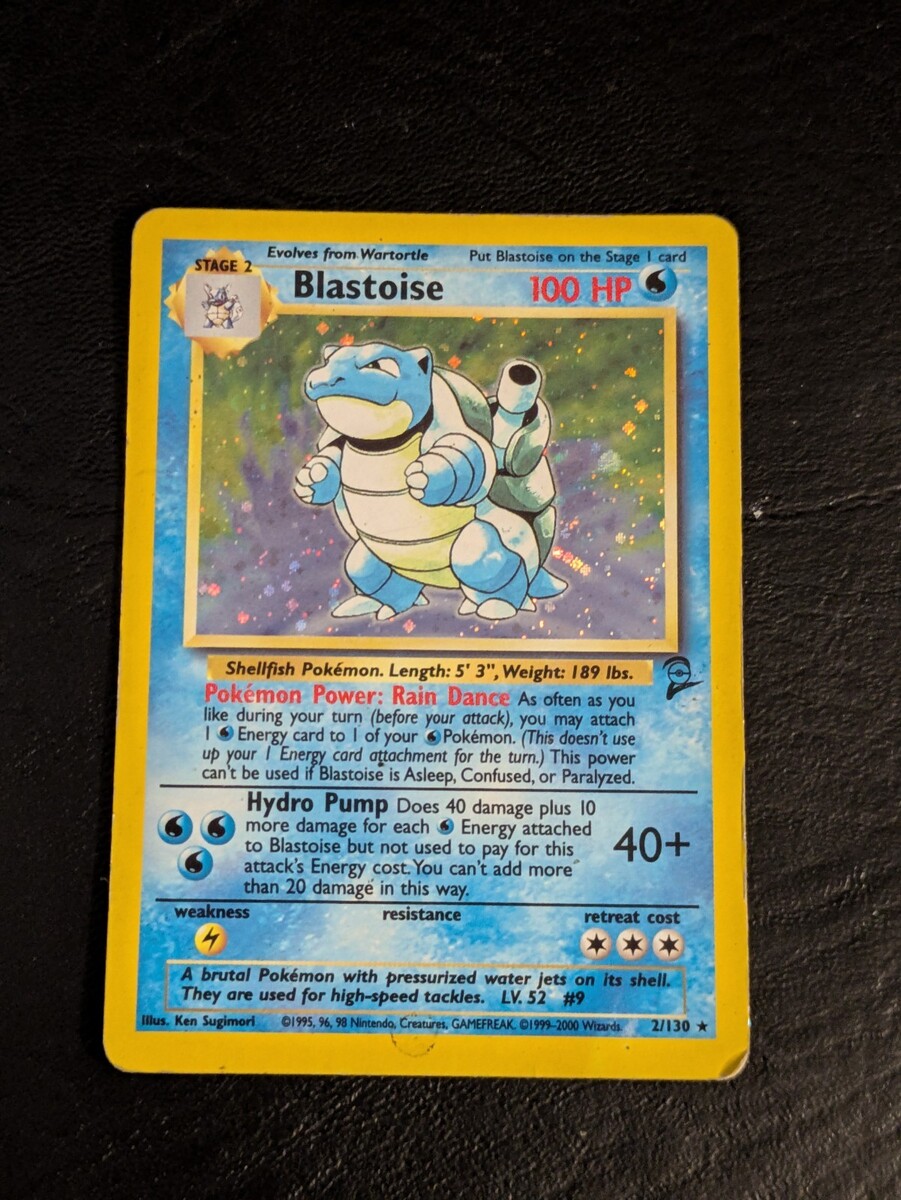 Evolves from Wartortle Put Blastoise on the Stage 1 card
STAGE 2
Blastoise 100 HP
Shellfish Pokémon. Length: 5' 3", Weight: 189 lbs.
Pokémon Power: Rain Dance As often as you
like during your turn (before your attack), you may attach
1 Energy card to 1 of your Pokémon. (This doesn't use
up your 1 Energy card attachment for the turn.) This power
can't be used if Blastoise is Asleep, Confused, or Paralyzed.
Hydro Pump Does 40 damage plus 10
more damage for each Energy attached
to Blastoise but not used to pay for this
attack's Energy cost. You can't add more
than 20 damage in this way.
40+
weakness resistance retreat cost
A brutal Pokémon with pressurized water jets on its shell.
They are used for high-speed tackles. LV. 52 #9
Illus. Ken Sugimori ©1995, 96, 98 Nintendo, Creatures, GAMEFREAK. ©1999-2000 Wizards. 2/130 ★